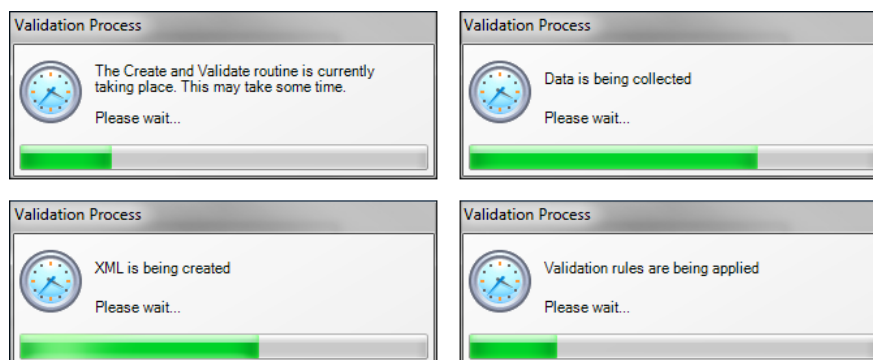 Validation Process
The Create and Validate routine is currently
taking place. This may take some time.
Please wait...
Validation Process
Data is being collected
Please wait...
Validation Process
XML is being created
Please wait...
Validation Process
Validation rules are being applied
Please wait...